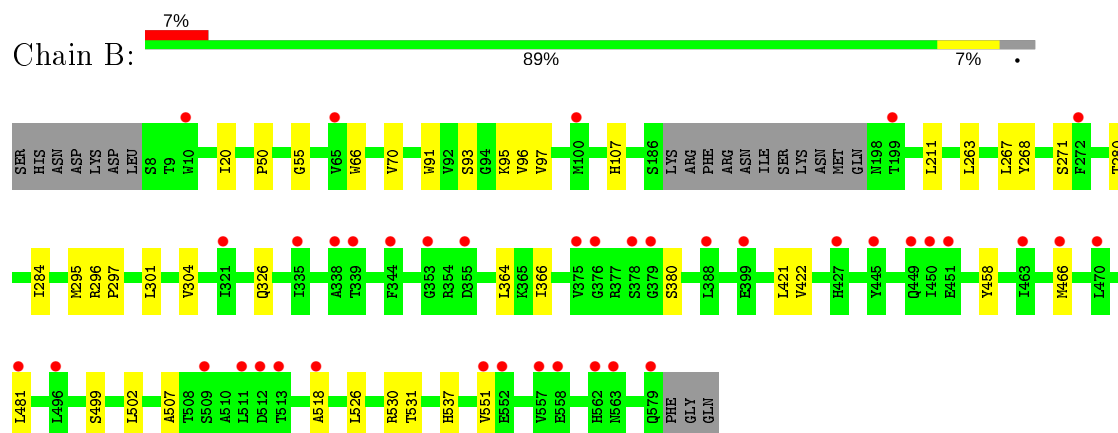 7%
Chain B:
89% 7%
SER HIS ASN ASP LYS ASP LEU S8 T9 W10 I20 P50 G55 V65 W66 V70 W91 V92 S93 G94 K95 V96 V97 M100 H107 S186 LYS ARG PHE ARG ASN ILE SER LYS ASN MET GLN N198 T199 L211 L263 L267 Y268 S271 F272 T280
I284 M295 R296 P297 L301 V304 Q326 I321 I335 A338 T339 F344 G353 R354 D355 L364 K365 I366 V375 G376 R377 S378 G379 S380 L388 E399 L421 V422 H427 Y445 Q449 I450 E451 Y458 I463 M466 L470
L481 L496 S499 L502 A507 T508 S509 A510 L511 D512 T513 A518 L526 R530 T531 H537 V551 E552 V557 E558 H562 N563 Q579 PHE GLY GLN